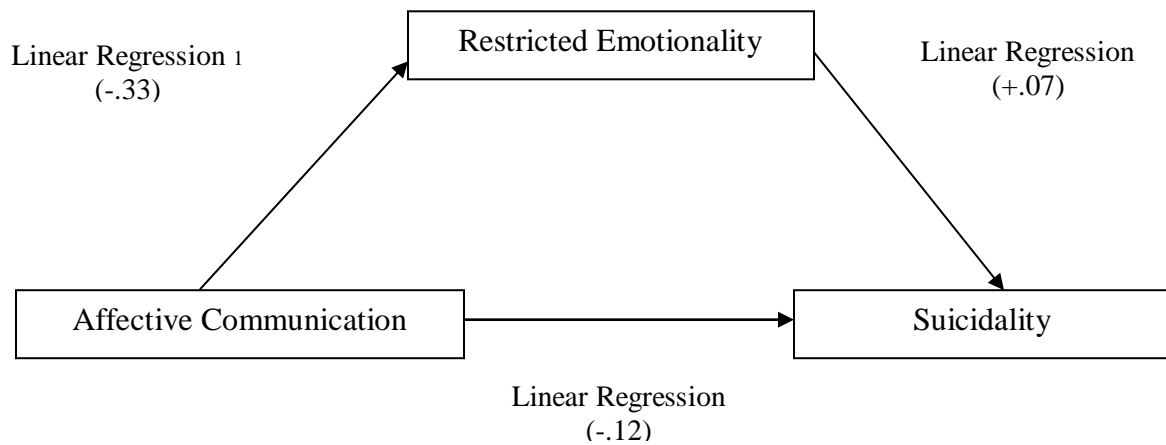 Restricted Emotionality
Linear Regression 1
(-.33)
Linear Regression
(+.07)
Affective Communication
Suicidality
Linear Regression
(-.12)